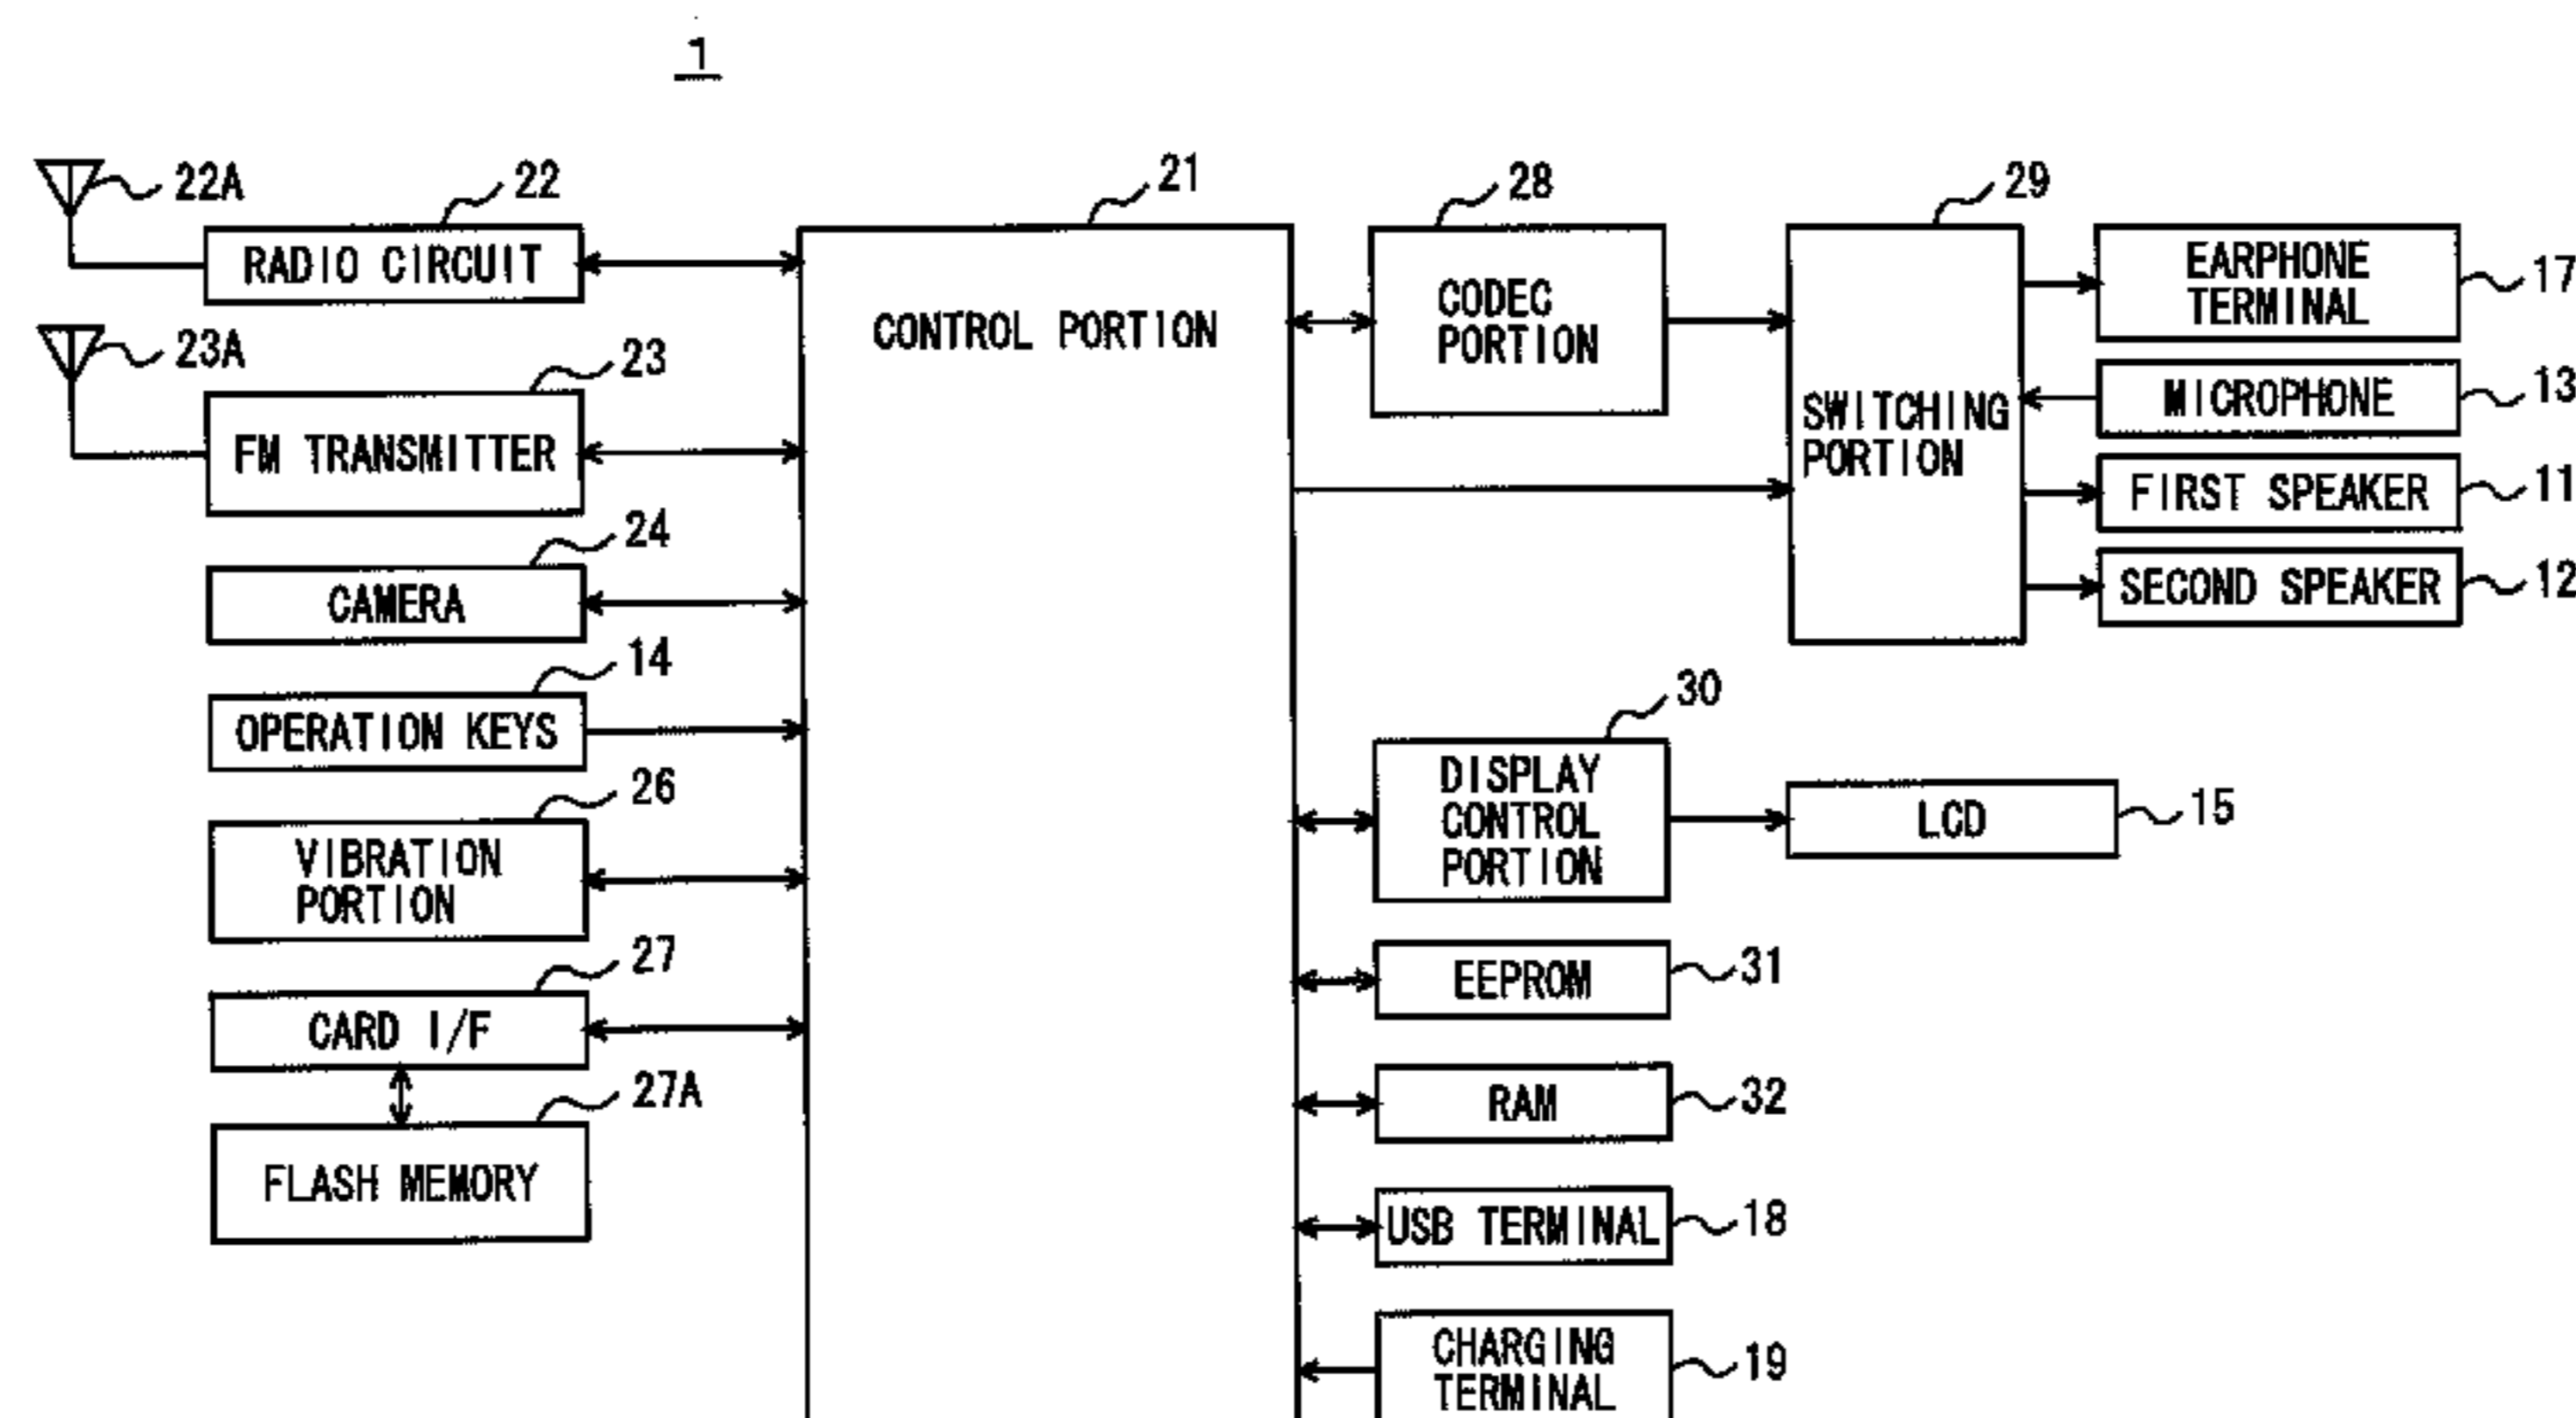 1
22A
22
RADIO CIRCUIT
23A
23
FM TRANSMITTER
24
CAMERA
14
OPERATION KEYS
26
VIBRATION
PORTION
27
CARD I/F
27A
FLASH MEMORY
21
CONTROL PORTION
28
CODEC
PORTION
29
SWITCHING
PORTION
EARPHONE
TERMINAL
17
MICROPHONE
13
FIRST SPEAKER
11
SECOND SPEAKER
12
30
DISPLAY
CONTROL
PORTION
LCD
15
EEPROM
31
RAM
32
USB TERMINAL
18
CHARGING
TERMINAL
19